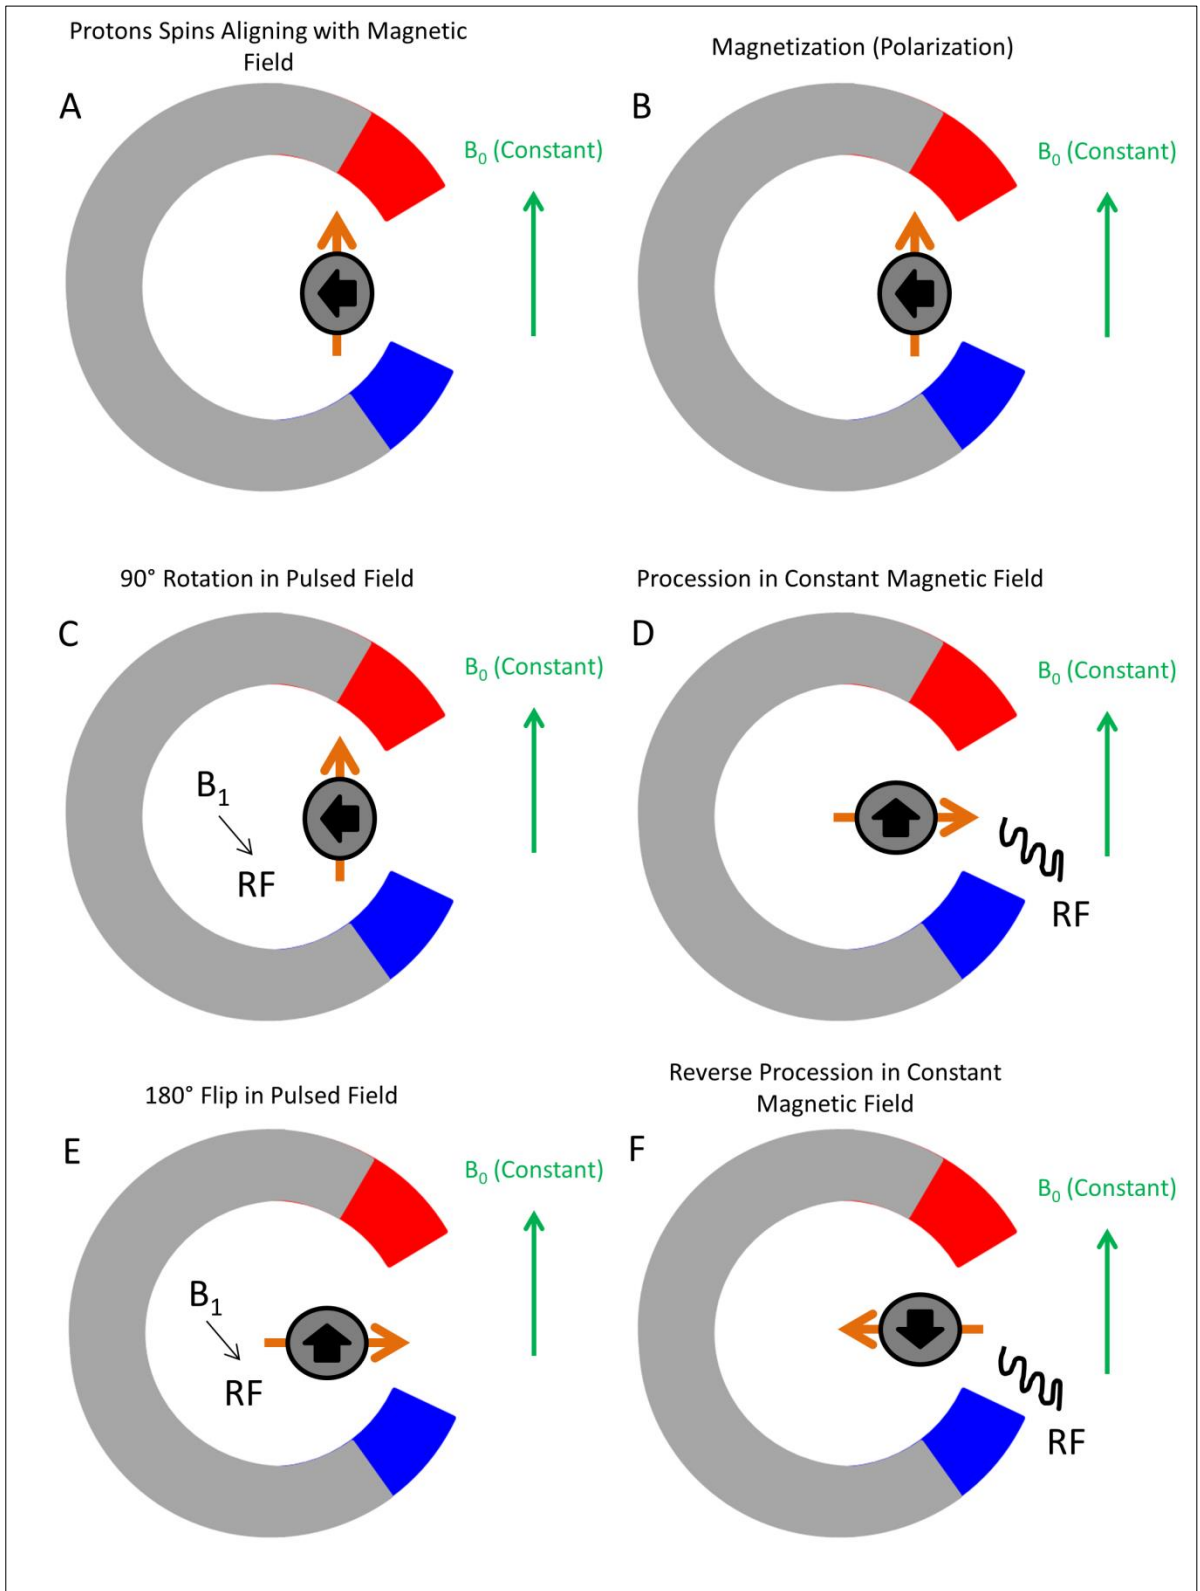 Protons Spins Aligning with Magnetic
Field
A
B₀ (Constant)
Magnetization (Polarization)
B
B₀ (Constant)
90° Rotation in Pulsed Field
C
B₀ (Constant)
B₁
RF
Procession in Constant Magnetic Field
D
B₀ (Constant)
RF
180° Flip in Pulsed Field
E
B₀ (Constant)
B₁
RF
Reverse Procession in Constant
Magnetic Field
F
B₀ (Constant)
RF